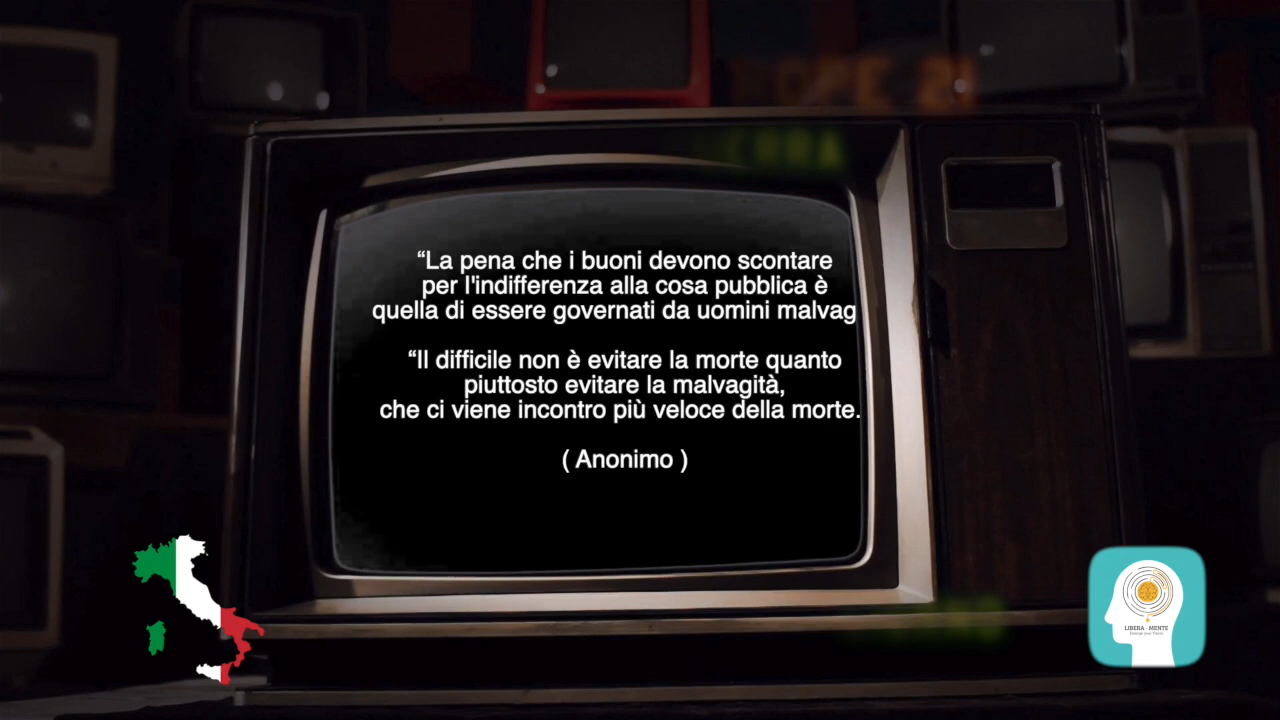 “La pena che i buoni devono scontare
per l'indifferenza alla cosa pubblica è
quella di essere governati da uomini malvag
“Il difficile non è evitare la morte quanto
piuttosto evitare la malvagità,
che ci viene incontro più veloce della morte.
( Anonimo )
LIBERA - MENTE